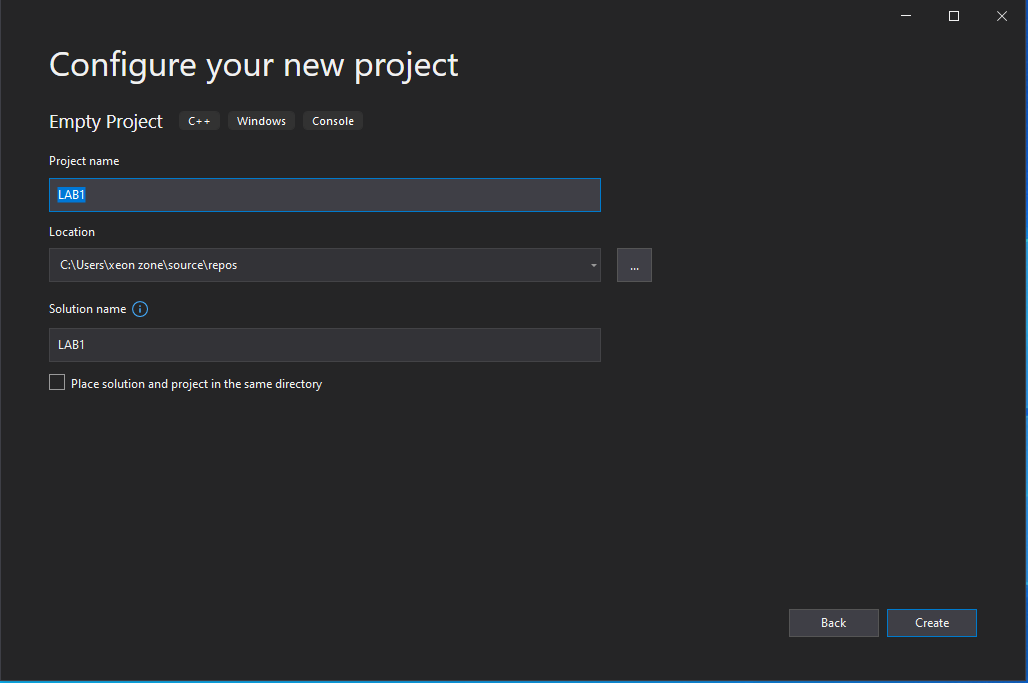 Configure your new project
Empty Project C++ Windows Console
Project name
LAB1
Location
C:\Users\xeon zone\source\repos
...
Solution name
LAB1
Place solution and project in the same directory
Back Create